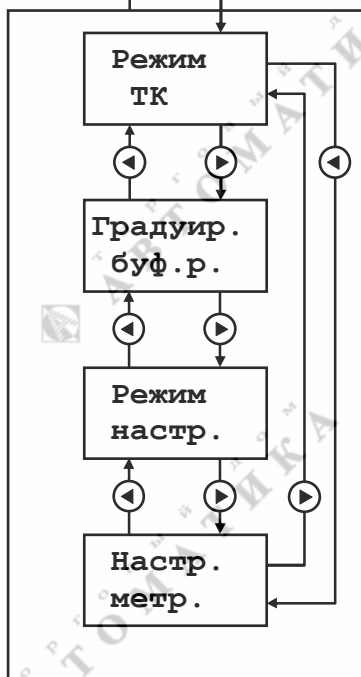 Режим
ТК
Градуир.
буф.р.
Режим
настр.
Настр.
метр.